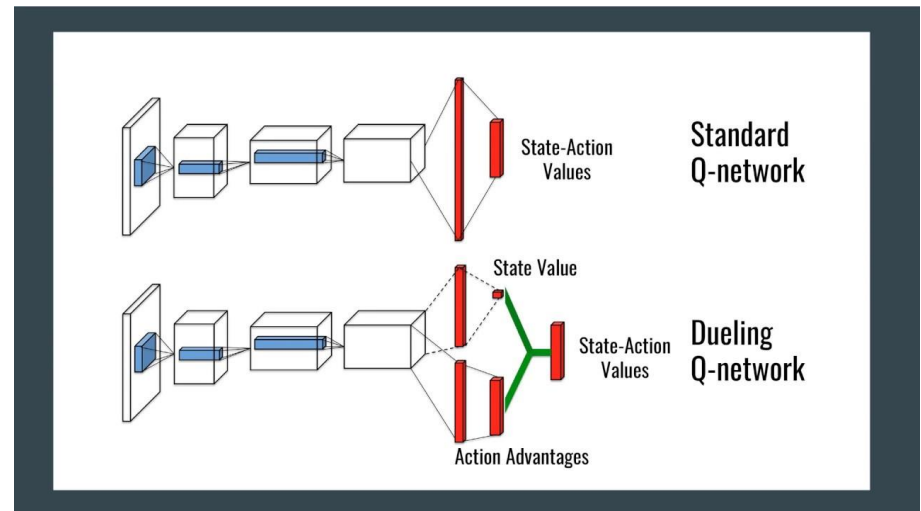 State-Action
Values
Standard
Q-network
State Value
State-Action
Values
Dueling
Q-network
Action Advantages